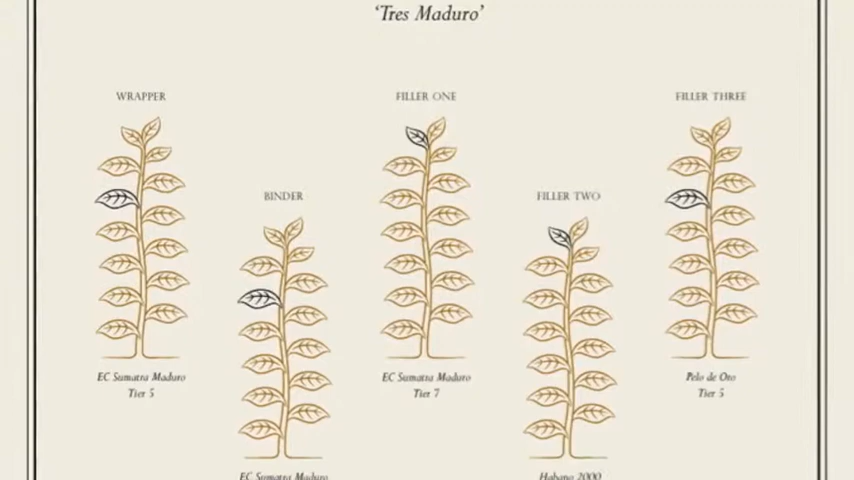 ‘Tres Maduro’
WRAPPER
EC Sumatra Maduro
Tier 5
BINDER
EC Sumatra Maduro
FILLER ONE
EC Sumatra Maduro
Tier 7
FILLER TWO
Habano 2000
FILLER THREE
Pelo de Oro
Tier 5